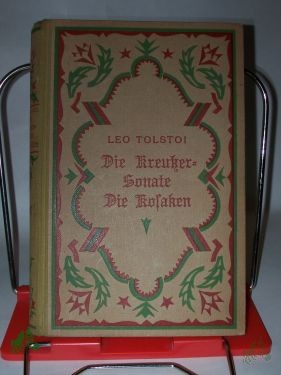 LEO TOLSTOI
Die Kreutzer-
Sonate
Die Kosaken